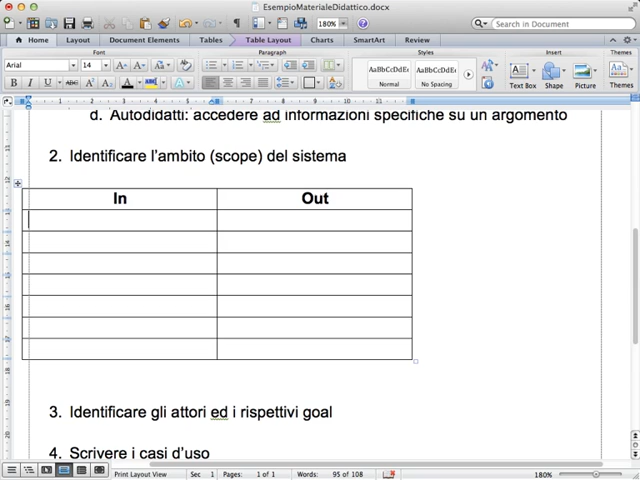 EsempioMaterialeDidattico.docx
180%
Search in Document
Home Layout Document Elements Tables Table Layout Charts SmartArt Review
Font Paragraph Styles Insert Themes
Arial 14
AaBbCcDdEe AaBbCcDdEe
Normal No Spacing Text Box Shape Picture Themes
d. Autodidatti: accedere ad informazioni specifiche su un argomento
2. Identificare l'ambito (scope) del sistema
In Out
3. Identificare gli attori ed i rispettivi goal
4. Scrivere i casi d'uso
Print Layout View Sec 1 Pages: 1 of 1 Words: 95 of 108 180%